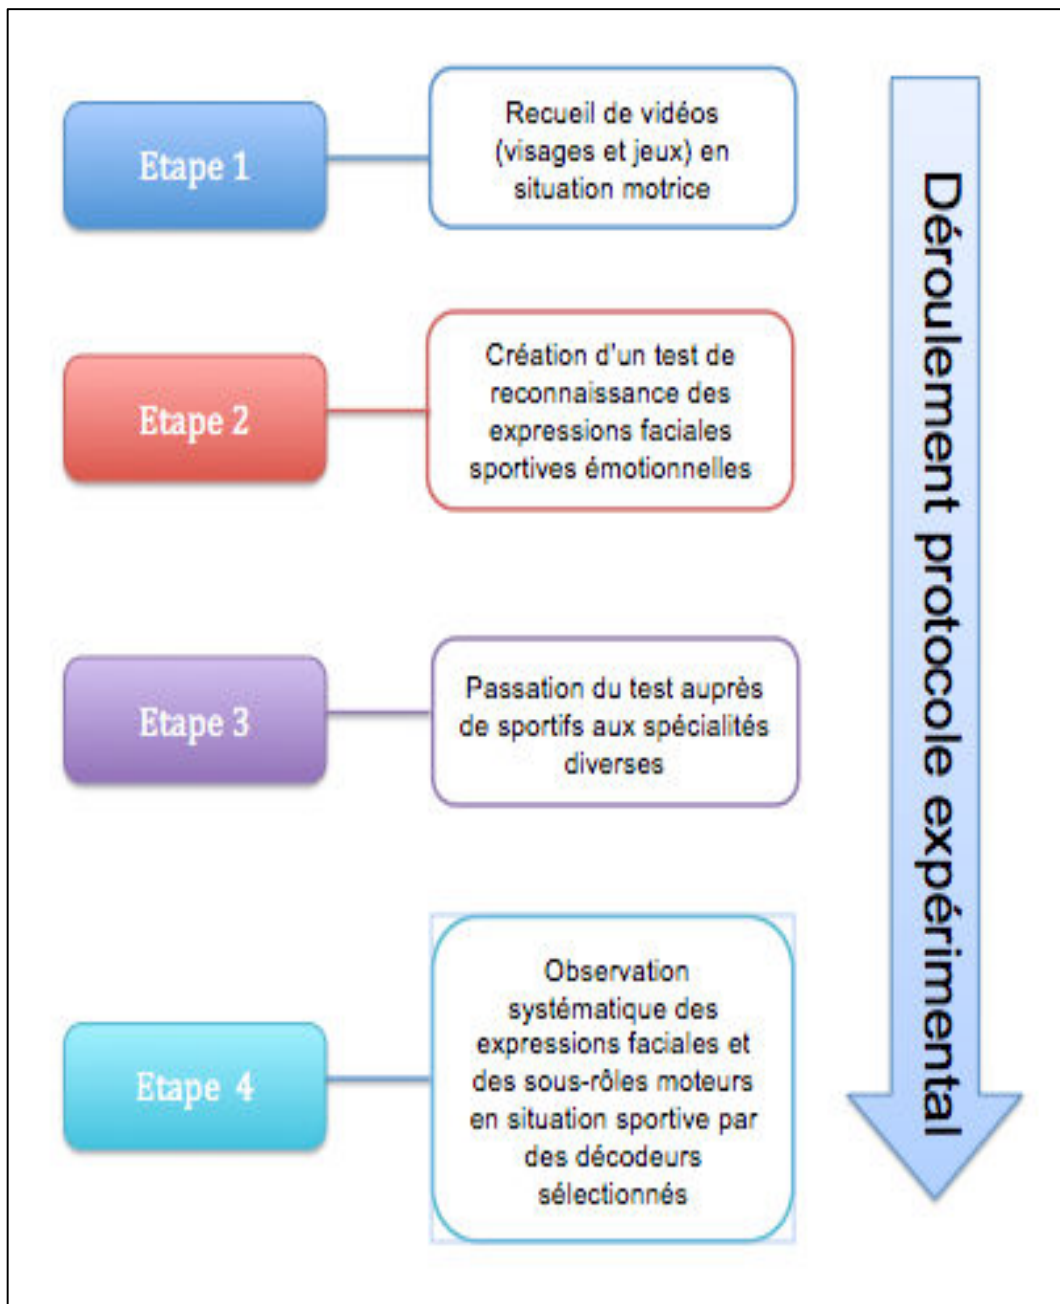 Etape 1
Recueil de vidéos
(visages et jeux) en
situation motrice
Etape 2
Création d'un test de
reconnaissance des
expressions faciales
sportives émotionnelles
Etape 3
Passation du test auprès
de sportifs aux spécialités
diverses
Etape 4
Observation
systématique des
expressions faciales et
des sous-rôles moteurs
en situation sportive par
des décodeurs
sélectionnés
Déroulement protocole expérimental